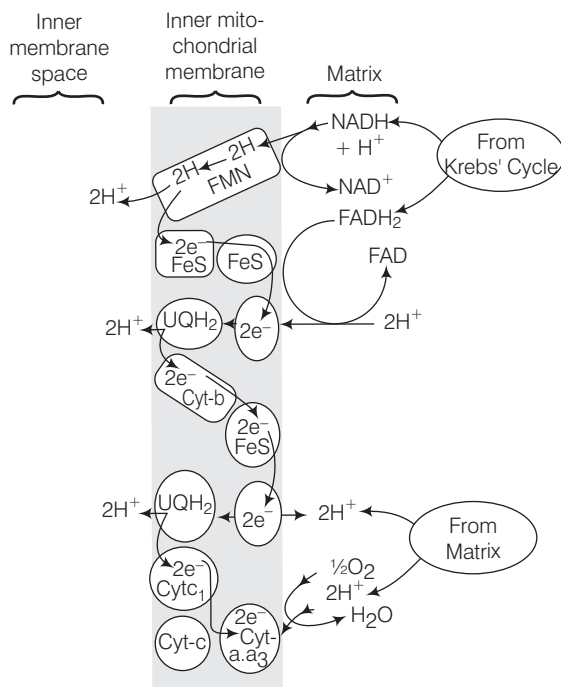 Inner
membrane
space
Inner mito-
chondrial
membrane
Matrix
NADH
+ H⁺
From
Krebs' Cycle
2H
2H
FMN
NAD⁺
2H⁺
FADH₂
2e⁻
FeS
FeS
FAD
2H⁺
UQH₂
2e⁻
2H⁺
2e⁻
Cyt-b
2e⁻
FeS
2H⁺
UQH₂
2e⁻
2H⁺
From
Matrix
2e⁻
Cytc₁
½O₂
2H⁺
H₂O
Cyt-c
2e⁻
Cyt-
a.a₃